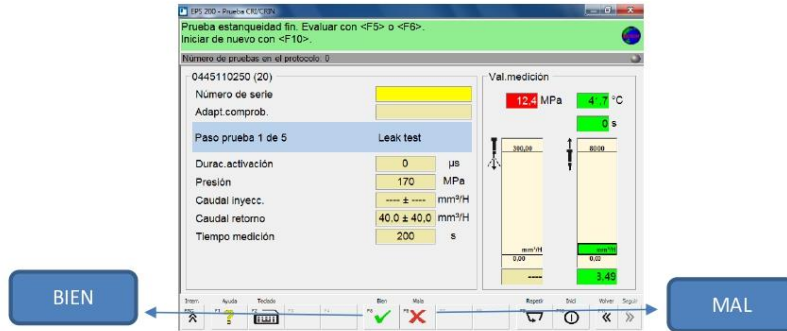 EPS 200 - Prueba CRI/CRIN
Prueba estanqueidad fin. Evaluar con <F5> o <F6>.
Iniciar de nuevo con <F10>.
Número de pruebas en el protocolo: 0
0445110250 (20)
Número de serie
Adapt.comprob.
Paso prueba 1 de 5 Leak test
Durac.activación 0 µs
Presión 170 MPa
Caudal inyecc. ---- ± ---- mm³/H
Caudal retorno 40,0 ± 40,0 mm³/H
Tiempo medición 200 s
Val.medición
12,4 MPa 41,7 °C
0 s
300,00 8000
mm³/H mm³/H
0,00 0,00
---- 3,49
BIEN
Ayuda Teclado Bien Mala Repetir Inici Volver Seguir
MAL